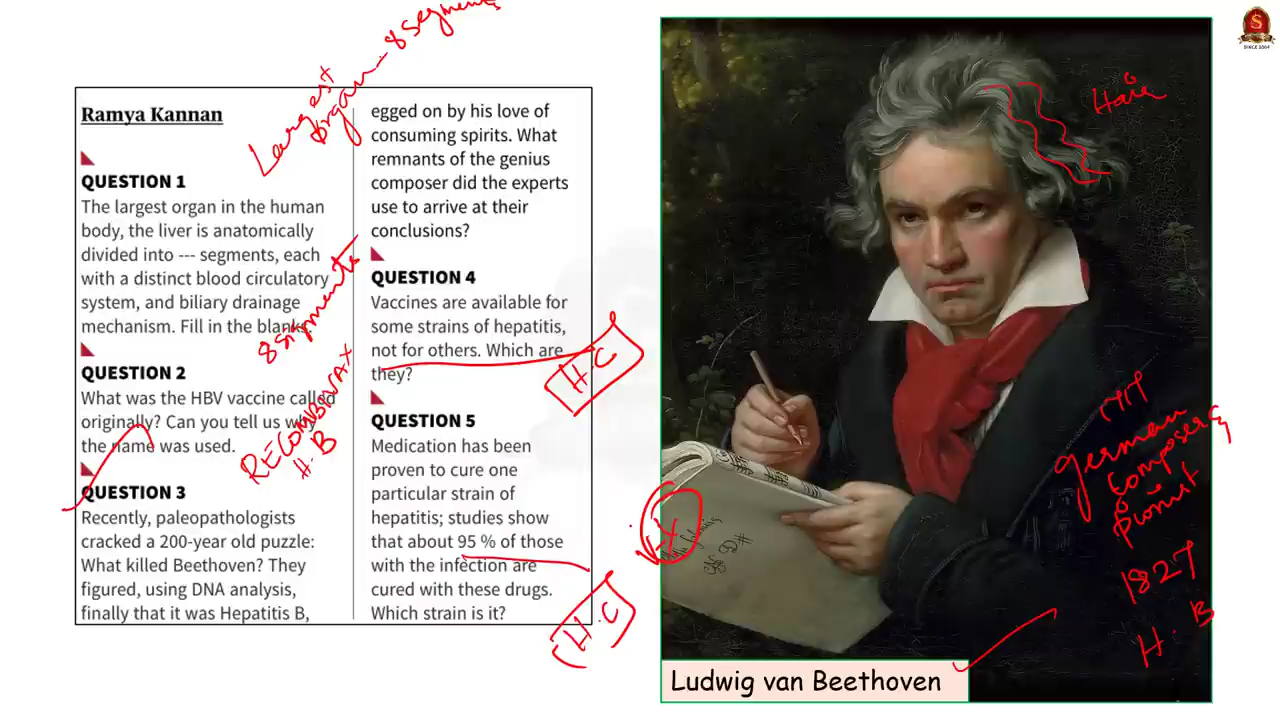 Ramya Kannan
QUESTION 1
The largest organ in the human
body, the liver is anatomically
divided into --- segments, each
with a distinct blood circulatory
system, and biliary drainage
mechanism. Fill in the blanks.
QUESTION 2
What was the HBV vaccine called
originally? Can you tell us why
the name was used.
QUESTION 3
Recently, paleopathologists
cracked a 200-year old puzzle:
What killed Beethoven? They
figured, using DNA analysis,
finally that it was Hepatitis B,
egged on by his love of
consuming spirits. What
remnants of the genius
composer did the experts
use to arrive at their
conclusions?
QUESTION 4
Vaccines are available for
some strains of hepatitis,
not for others. Which are
they?
QUESTION 5
Medication has been
proven to cure one
particular strain of
hepatitis; studies show
that about 95 % of those
with the infection are
cured with these drugs.
Which strain is it?
Largest
organ - 8 segments
8 segments
RECOMBIVAX
H.B
H.C
H.C
Hair
German
Composer &
Pianist
1827
H.B
Ludwig van Beethoven
S
SINCE 2004